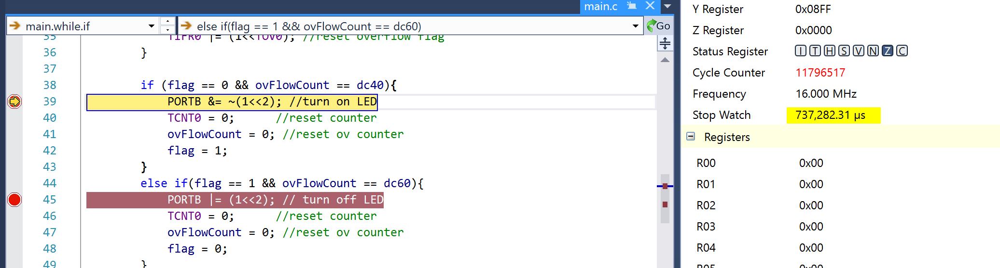 main.c
main.while.if
else if(flag == 1 && ovFlowCount == dc60)
Go
35 TIFR0 |= (1<<TOV0); //reset overflow flag
36 }
37
38 if (flag == 0 && ovFlowCount == dc40){
39 PORTB &= ~(1<<2); //turn on LED
40 TCNT0 = 0; //reset counter
41 ovFlowCount = 0; //reset ov counter
42 flag = 1;
43 }
44 else if(flag == 1 && ovFlowCount == dc60){
45 PORTB |= (1<<2); // turn off LED
46 TCNT0 = 0; //reset counter
47 ovFlowCount = 0; //reset ov counter
48 flag = 0;
49 }
Y Register 0x08FF
Z Register 0x0000
Status Register I T H S V N Z C
Cycle Counter 11796517
Frequency 16.000 MHz
Stop Watch 737,282.31 µs
Registers
R00 0x00
R01 0x00
R02 0x00
R03 0x00
R04 0x00
R05 0x00